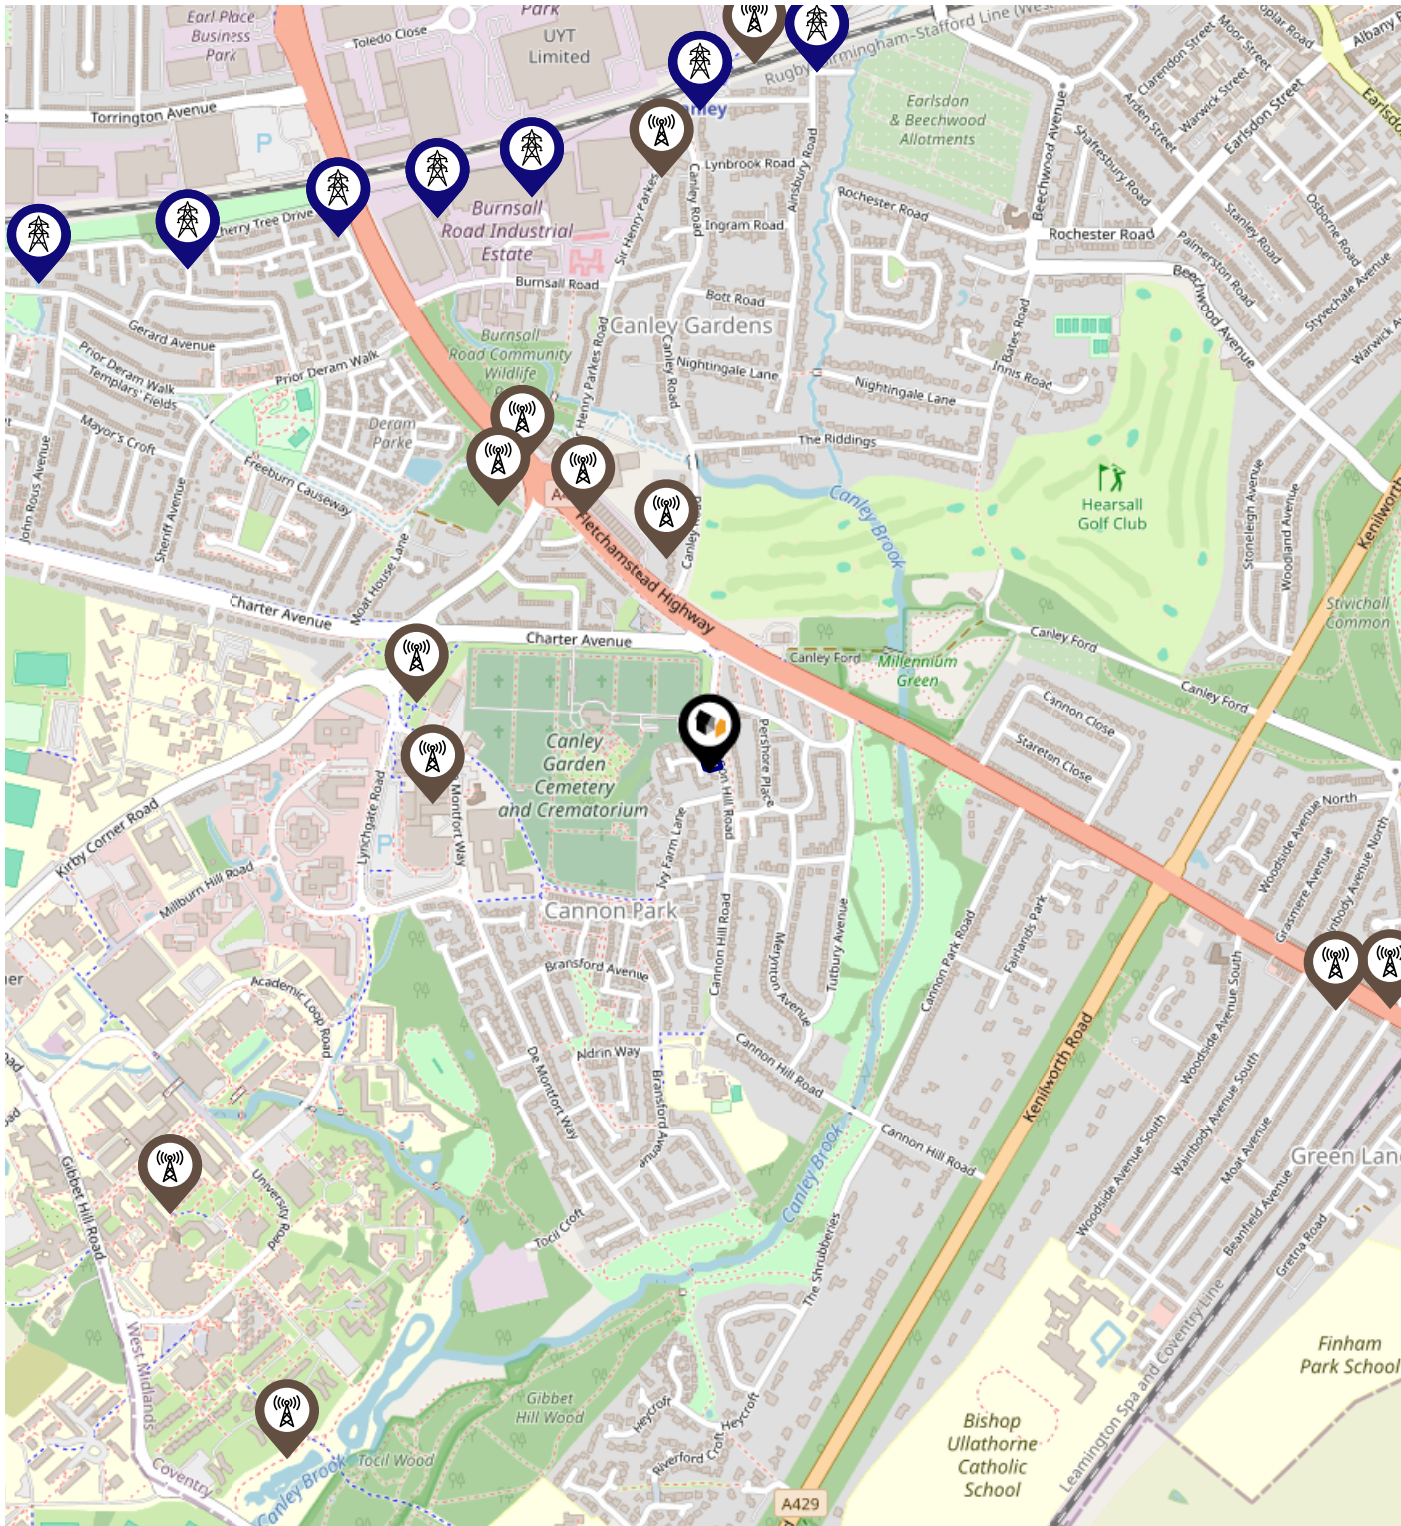 Earl Place
Business
Park
Toledo Close
Park
UYT
Limited
Rugby
Birmingham-Stafford Line (Wes
Clarendon Street
Moor Street
Poplar Road
Albany
Earlsdon
Warwick Street
Arden Street
Earlsdon Street
Torrington Avenue
P
Earlsdon
& Beechwood
Allotments
Beechwood Avenue
Shaftesbury Road
Lynbrook Road
Ainsbury Road
Canley Road
Sir Henry Parkes
Rochester Road
Ingram Road
Rochester Road
Osborne Road
Stanley Road
Palmerston Road
Cherry Tree Drive
Burnsall
Road Industrial
Estate
Burnsall Road
Bott Road
Beechwood Avenue
Styvechale Avenue
Warwick A
Gerard Avenue
Canley Gardens
Burnsall
Road Community
Wildlife
Henry Parkes Road
Canley Road
Bates Road
Innis Road
Prior Deram Walk
Prior Deram Walk
Templars' Fields
Nightingale Lane
Nightingale Lane
Mayor's Croft
Deram
Parke
The Riddings
John Rous Avenue
Sheriff Avenue
Freeburn Causeway
Canley Brook
Hearsall
Golf Club
Kenilworth
Stoneleigh Avenue
Woodland Avenue
Moat House Lane
Fletchamstead Highway
Charter Avenue
Charter Avenue
Stivichall
Common
Canley Ford
Canley Ford
Millennium
Green
Canley Ford
Cannon Close
Stareton Close
Canley
Garden
Cemetery
and Crematorium
Pershore Place
Kirby Corner Road
Lynchgate Road
Montfort Way
P
Ivy Farm Lane
Woodside Avenue North
Grasmere Avenue
Millburn Hill Road
Cannon Park
Cannon Hill Road
Merynton Avenue
Tutbury Avenue
Cannon Park Road
Fairlands Park
Bransford Avenue
Academic Loop Road
Woodside Avenue South
Kenilworth Road
Aldrin Way
De Montfort Way
Bransford Avenue
Cannon Hill Road
Cannon Hill Road
Wainbody Avenue South
Moat Avenue
Woodside Avenue South
Green Lane
Gibbet Hill Road
University Road
Canley Brook
Tocil Croft
Beanfield Avenue
Gretna Road
The Shrubberies
West Midlands
Coventry
Leamington Spa and Coventry Line
Finham
Park School
Gibbet
Hill Wood
Heycroft
Heycroft
Riverford Croft
Tocil Wood
Canley Brook
Bishop
Ullathorne
Catholic
School
A429